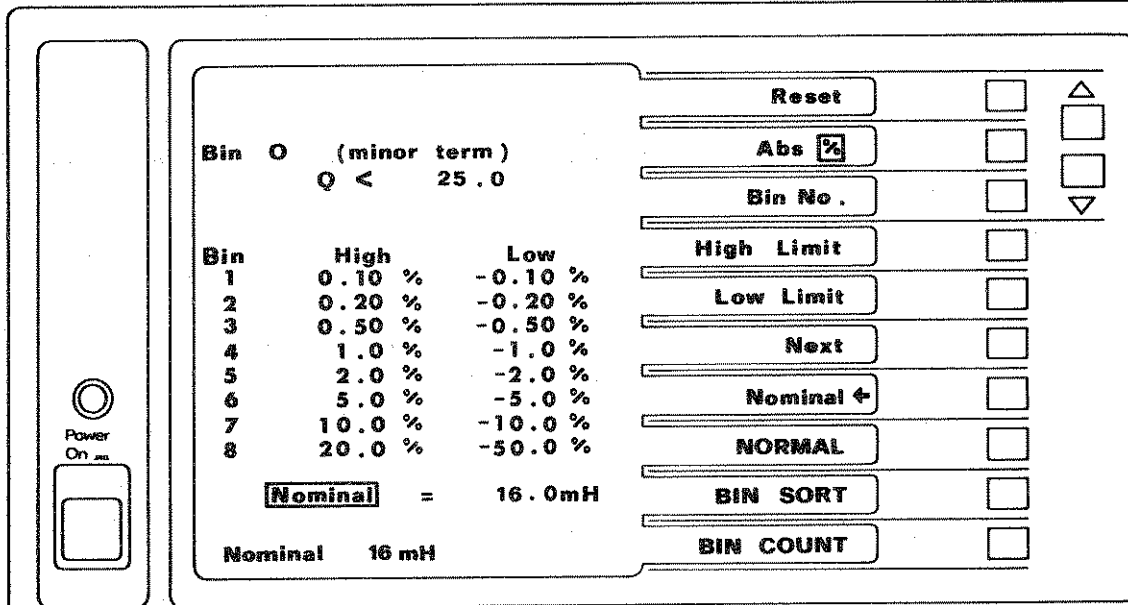 Bin O (minor term)
Q < 25.0
Bin High Low
1 0.10 % -0.10 %
2 0.20 % -0.20 %
3 0.50 % -0.50 %
4 1.0 % -1.0 %
5 2.0 % -2.0 %
6 5.0 % -5.0 %
7 10.0 % -10.0 %
8 20.0 % -50.0 %
Nominal = 16.0mH
Nominal 16 mH
Reset
Abs %
Bin No.
High Limit
Low Limit
Next
Nominal ←
NORMAL
BIN SORT
BIN COUNT
Power
On